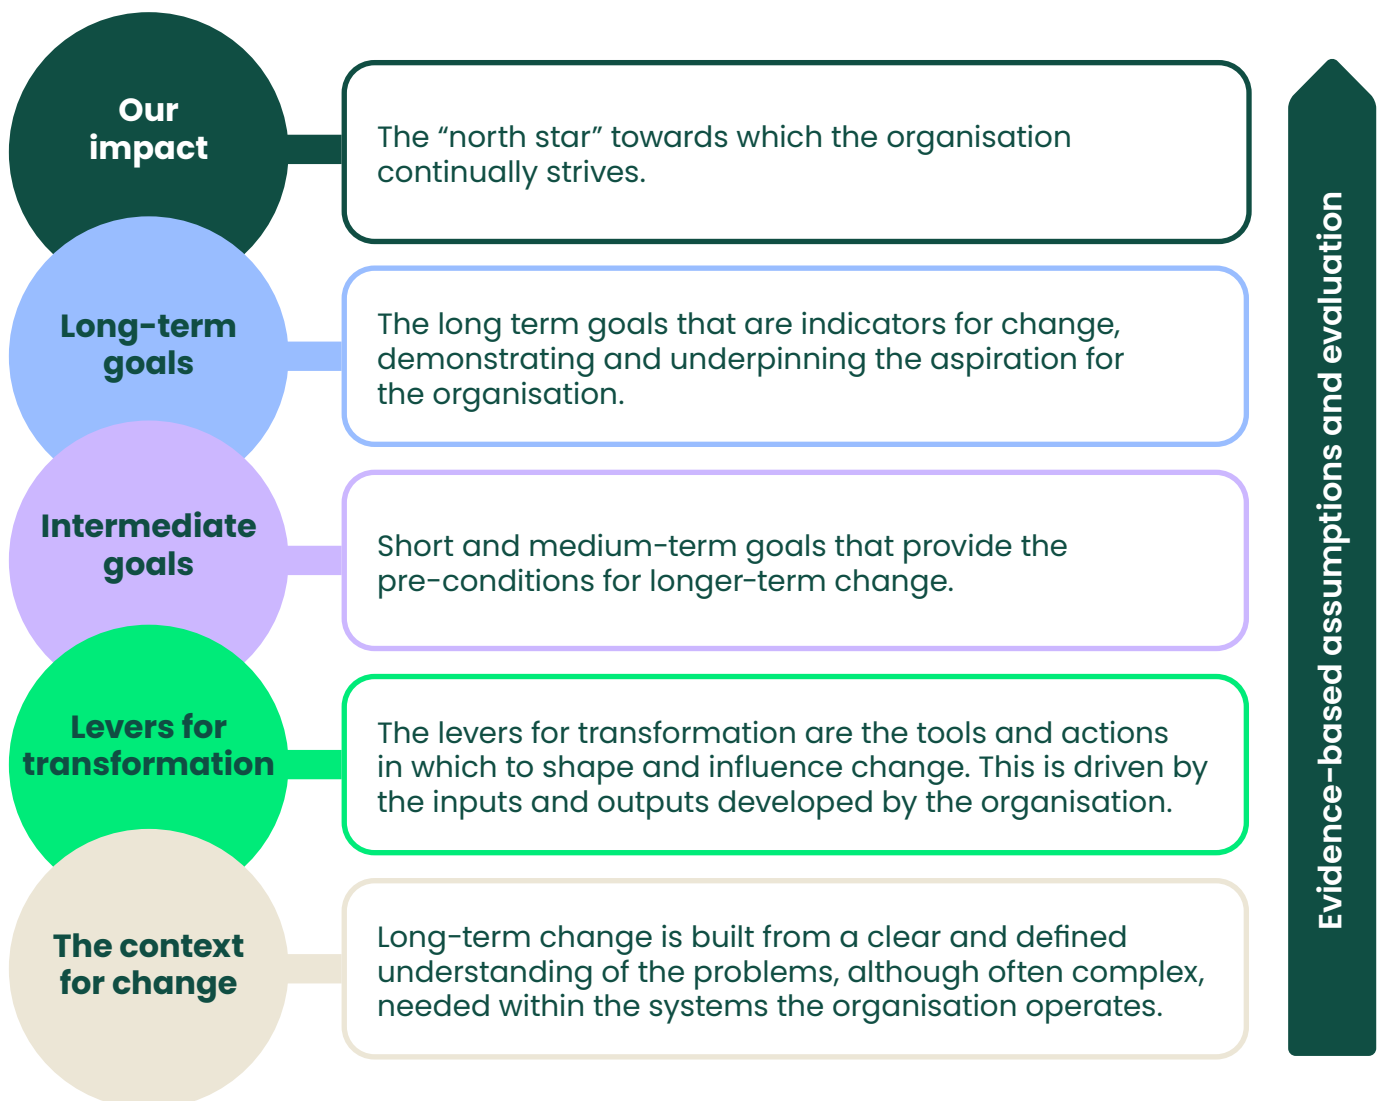 Our
impact
The “north star” towards which the organisation
continually strives.
Long-term
goals
The long term goals that are indicators for change,
demonstrating and underpinning the aspiration for
the organisation.
Intermediate
goals
Short and medium-term goals that provide the
pre-conditions for longer-term change.
Levers for
transformation
The levers for transformation are the tools and actions
in which to shape and influence change. This is driven by
the inputs and outputs developed by the organisation.
The context
for change
Long-term change is built from a clear and defined
understanding of the problems, although often complex,
needed within the systems the organisation operates.
Evidence-based assumptions and evaluation